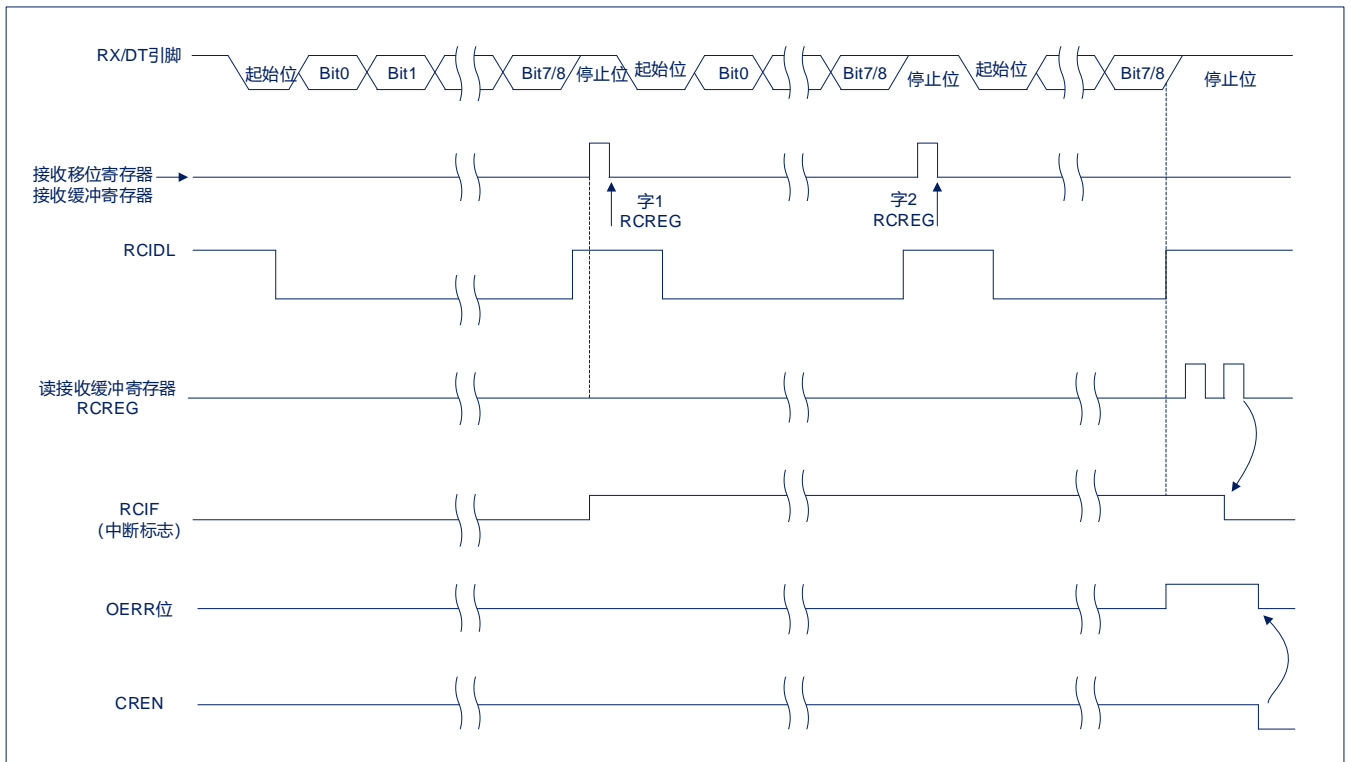 RX/DT引脚
起始位 Bit0 Bit1 Bit7/8 停止位 起始位 Bit0 Bit7/8 停止位 起始位 Bit7/8 停止位
接收移位寄存器
接收缓冲寄存器
字1
RCREG
字2
RCREG
RCIDL
读接收缓冲寄存器
RCREG
RCIF
(中断标志)
OERR位
CREN